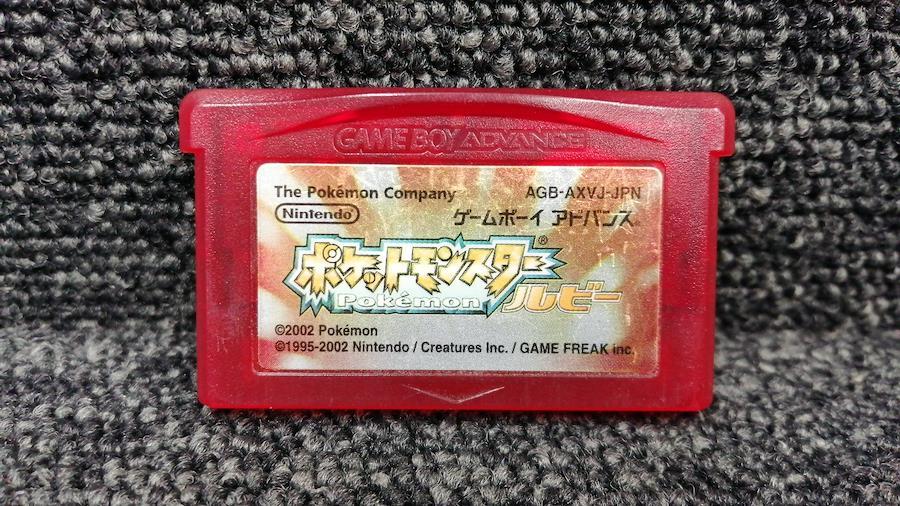 GAME BOY ADVANCE
The Pokémon Company AGB-AXVJ-JPN
Nintendo ゲームボーイ アドバンス
ポケットモンスター®
Pokémon ルビー
©2002 Pokémon
©1995-2002 Nintendo / Creatures Inc. / GAME FREAK inc.